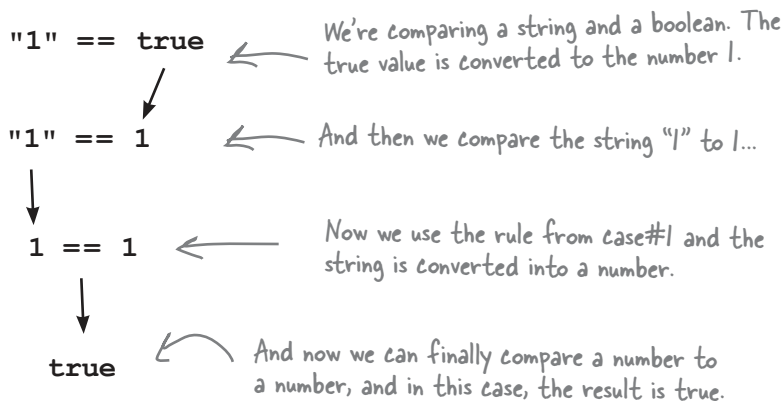 "1" == true
We're comparing a string and a boolean. The
true value is converted to the number 1.
"1" == 1
And then we compare the string "1" to 1...
1 == 1
Now we use the rule from case#1 and the
string is converted into a number.
true
And now we can finally compare a number to
a number, and in this case, the result is true.